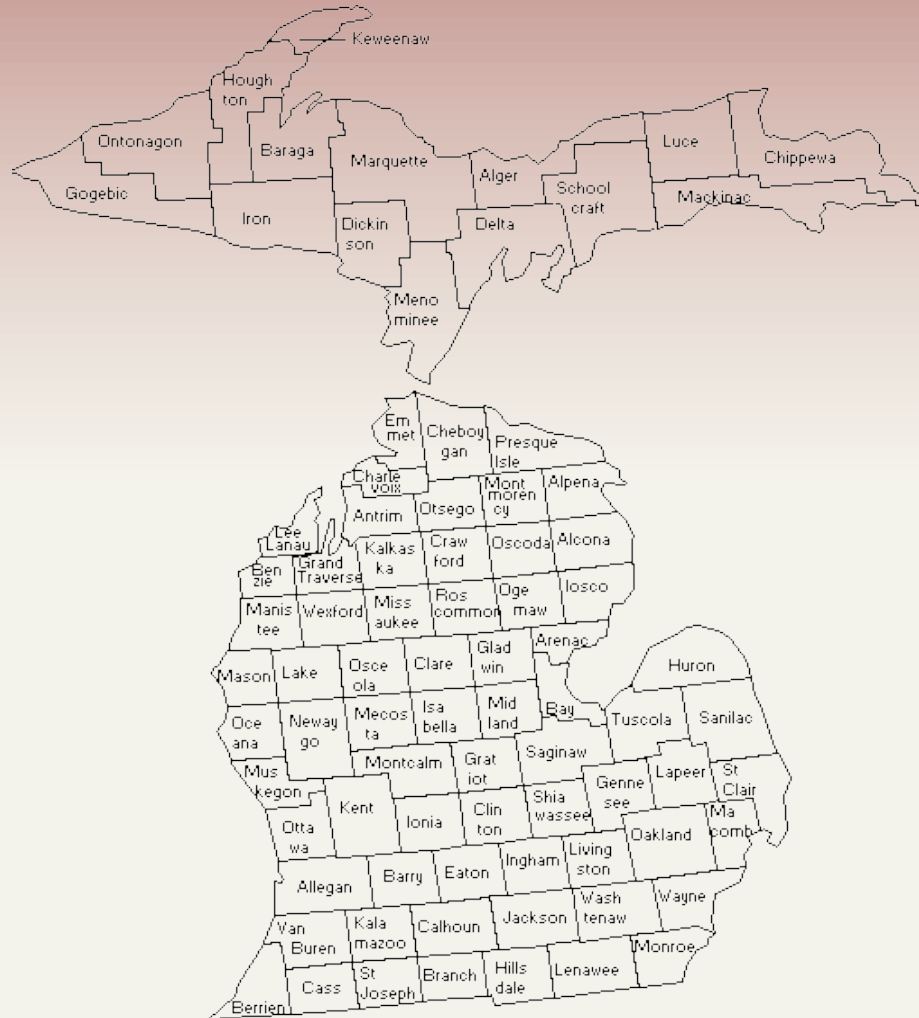 Keweenaw
Hough
ton
Ontonagon
Baraga
Marquette
Luce
Chippewa
Gogebic
Alger
School
craft
Mackinac
Iron
Dickin
son
Delta
Meno
minee
Em
met
Cheboy
gan
Presque
Isle
Charle
voix
Antrim
Otsego
Mont
moren
cy
Alpena
Lee
Lanau
Grand
Traverse
Kalkas
ka
Craw
ford
Oscoda
Alcona
Ben
zie
Manis
tee
Wexford
Miss
aukee
Ros
common
Oge
maw
Iosco
Mason
Lake
Osce
ola
Clare
Glad
win
Arenac
Huron
Oce
ana
Neway
go
Mecos
ta
Isa
bella
Mid
land
Bay
Tuscola
Sanilac
Mus
kegon
Montcalm
Grat
iot
Saginaw
Genne
see
Lapeer
St
Clair
Otta
wa
Kent
Ionia
Clin
ton
Shia
wassee
Oakland
Ma
comb
Allegan
Barry
Eaton
Ingham
Living
ston
Van
Buren
Kala
mazoo
Calhoun
Jackson
Wash
tenaw
Wayne
Berrien
Cass
St
Joseph
Branch
Hills
dale
Lenawee
Monroe